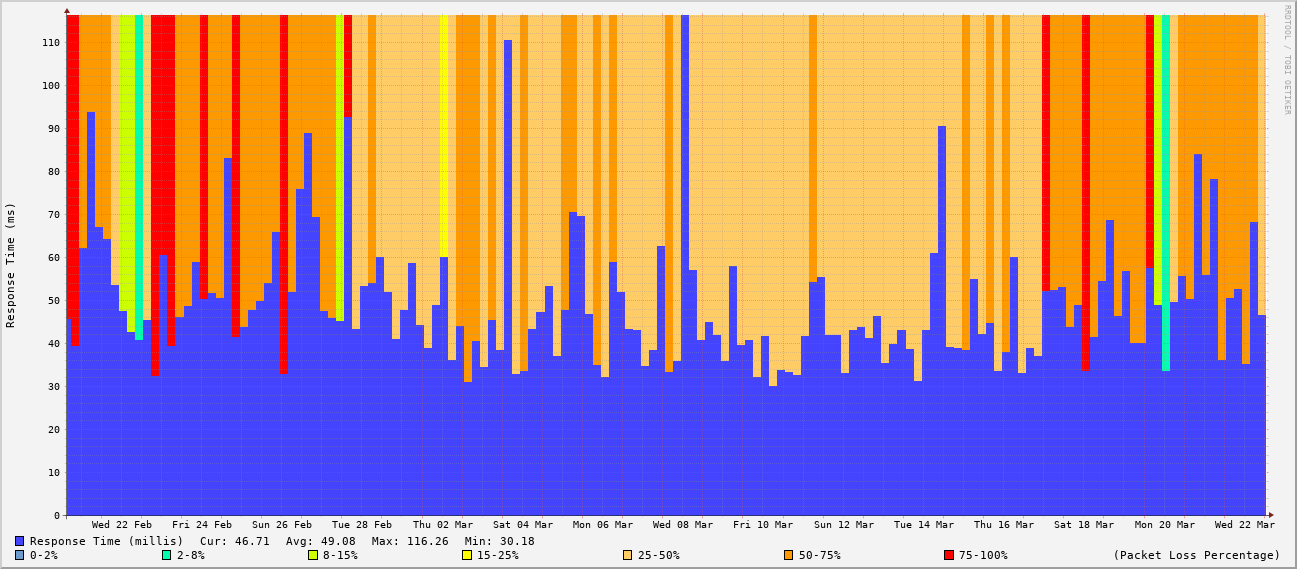 RRDTOOL / TOBI OETIKER
Response Time (ms)
110
100
90
80
70
60
50
40
30
20
10
0
Wed 22 Feb Fri 24 Feb Sun 26 Feb Tue 28 Feb Thu 02 Mar Sat 04 Mar Mon 06 Mar Wed 08 Mar Fri 10 Mar Sun 12 Mar Tue 14 Mar Thu 16 Mar Sat 18 Mar Mon 20 Mar Wed 22 Mar
Response Time (millis) Cur: 46.71 Avg: 49.08 Max: 116.26 Min: 30.18
0-2% 2-8% 8-15% 15-25% 25-50% 50-75% 75-100% (Packet Loss Percentage)